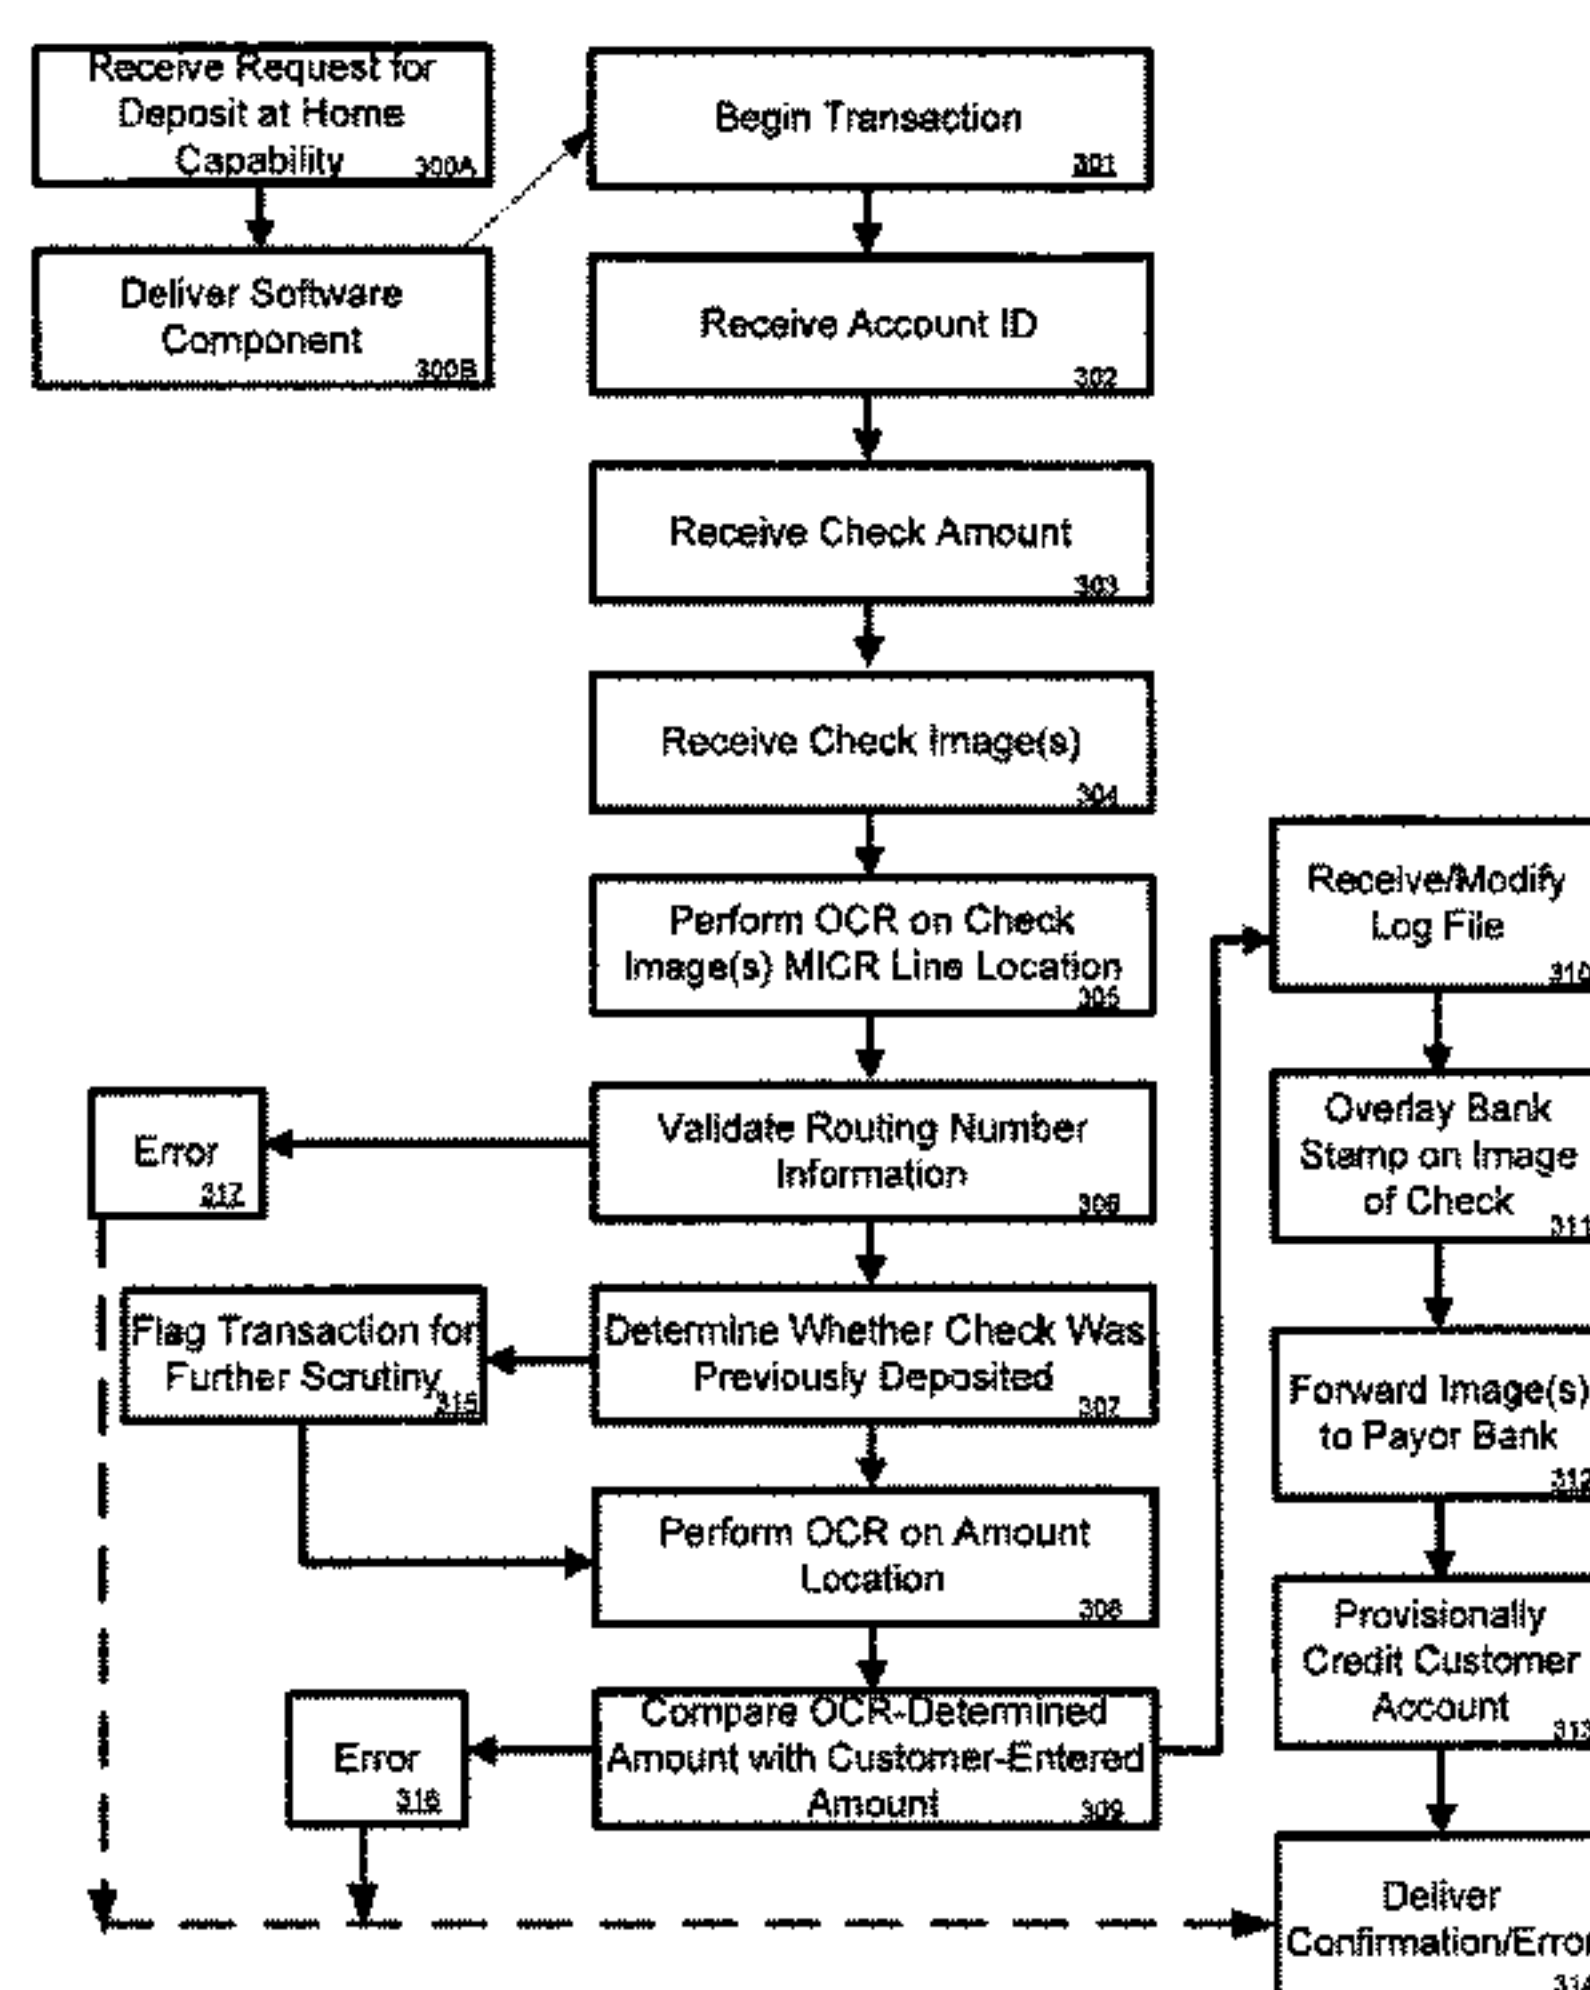 Receive Request for
Deposit at Home
Capability
300A
Deliver Software
Component
300B
Begin Transaction
301
Receive Account ID
302
Receive Check Amount
303
Receive Check Image(s)
304
Perform OCR on Check
Image(s) MICR Line Location
305
Validate Routing Number
Information
306
Error
317
Determine Whether Check Was
Previously Deposited
307
Flag Transaction for
Further Scrutiny
315
Perform OCR on Amount
Location
308
Compare OCR-Determined
Amount with Customer-Entered
Amount
309
Error
316
Receive/Modify
Log File
310
Overlay Bank
Stamp on Image
of Check
311
Forward Image(s)
to Payor Bank
312
Provisionally
Credit Customer
Account
313
Deliver
Confirmation/Error
314